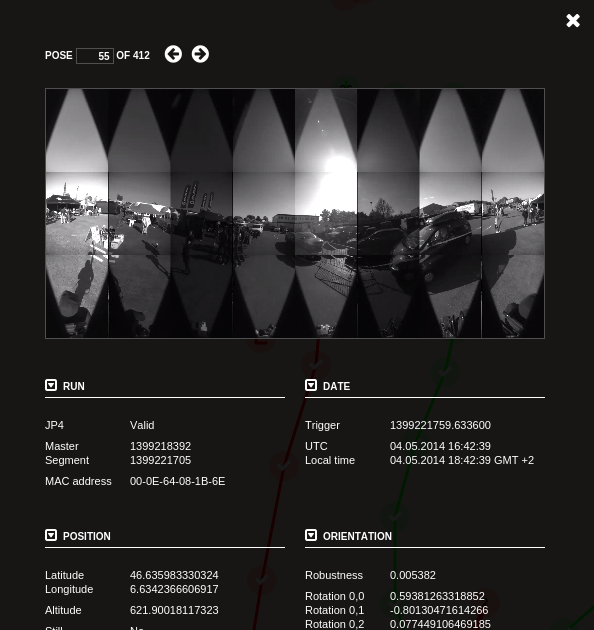 POSE 55 OF 412
RUN
JP4 Valid
Master 1399218392
Segment 1399221705
MAC address 00-0E-64-08-1B-6E
DATE
Trigger 1399221759.633600
UTC 04.05.2014 16:42:39
Local time 04.05.2014 18:42:39 GMT +2
POSITION
Latitude 46.635983330324
Longitude 6.6342366606917
Altitude 621.90018117323
Still No
ORIENTATION
Robustness 0.005382
Rotation 0,0 0.59381263318852
Rotation 0,1 -0.80130471614266
Rotation 0,2 0.077449106469185